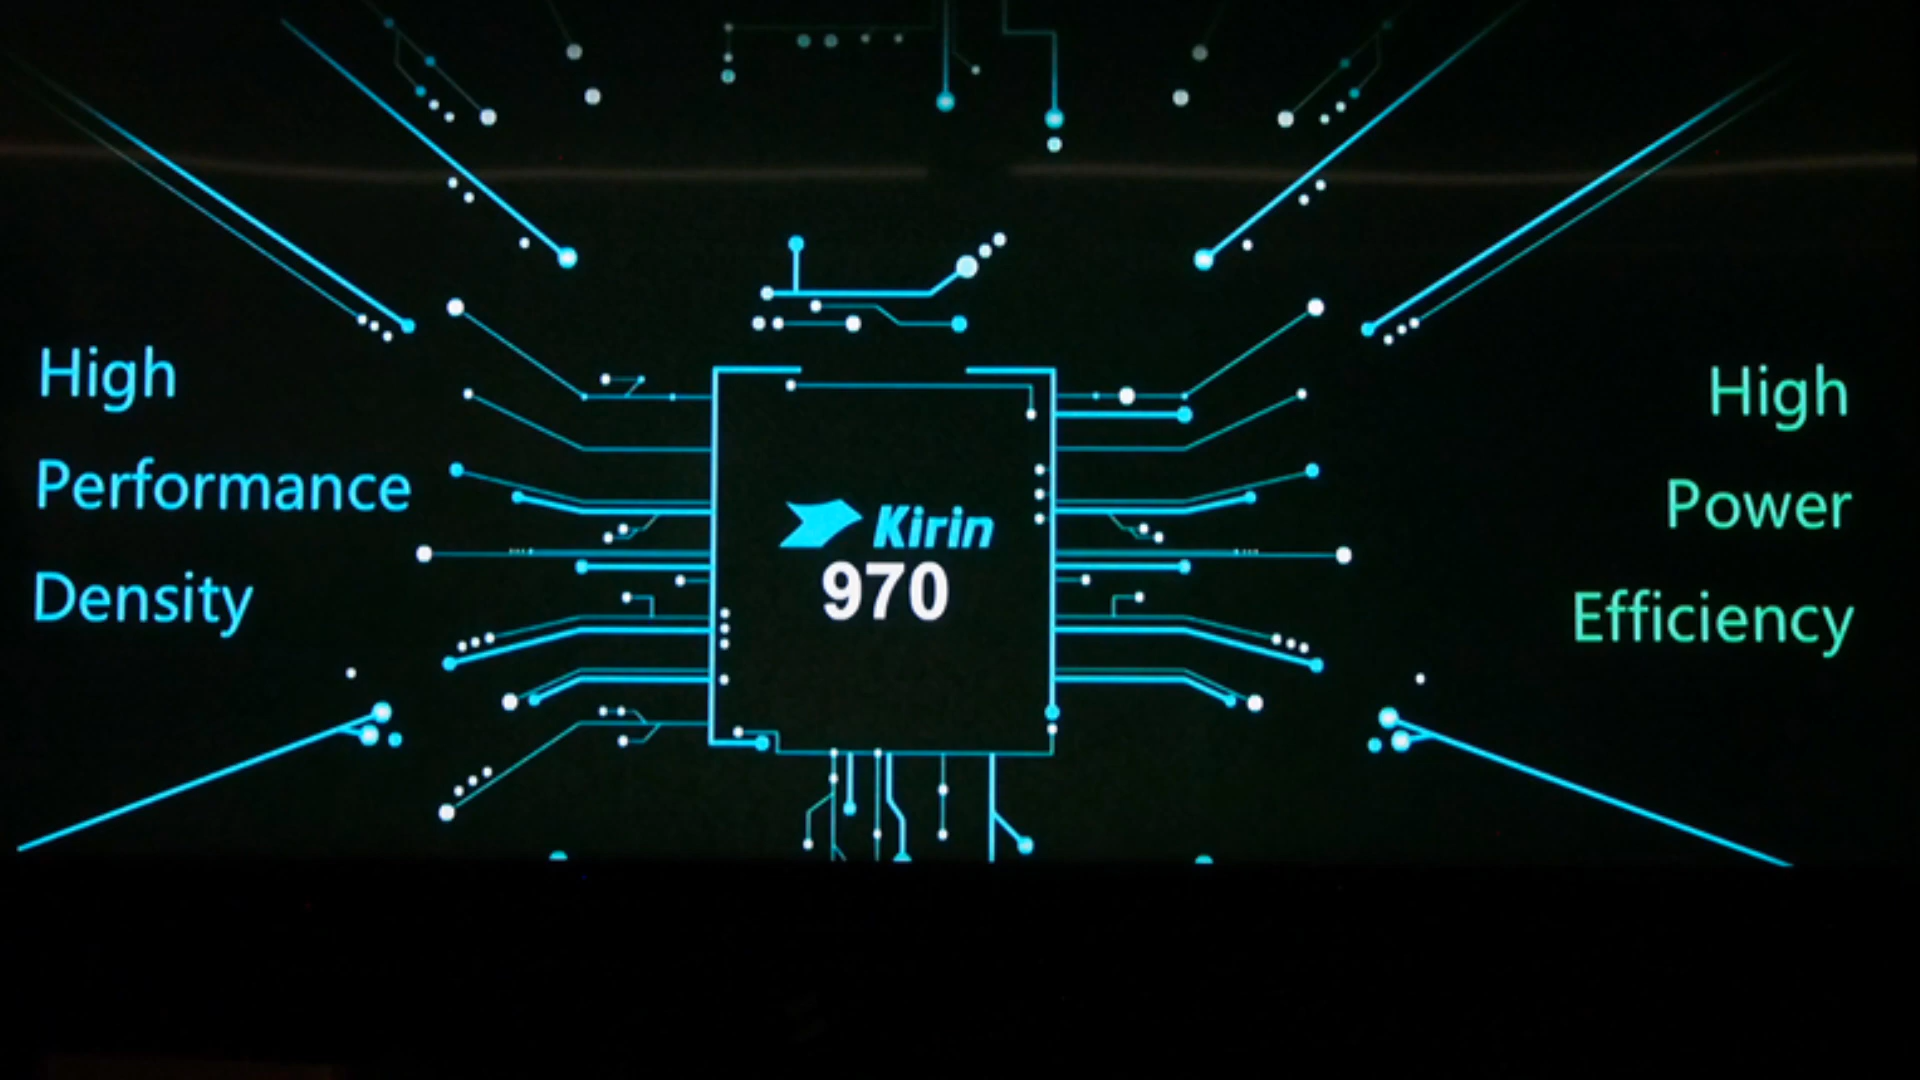 High
Performance
Density
Kirin
970
High
Power
Efficiency